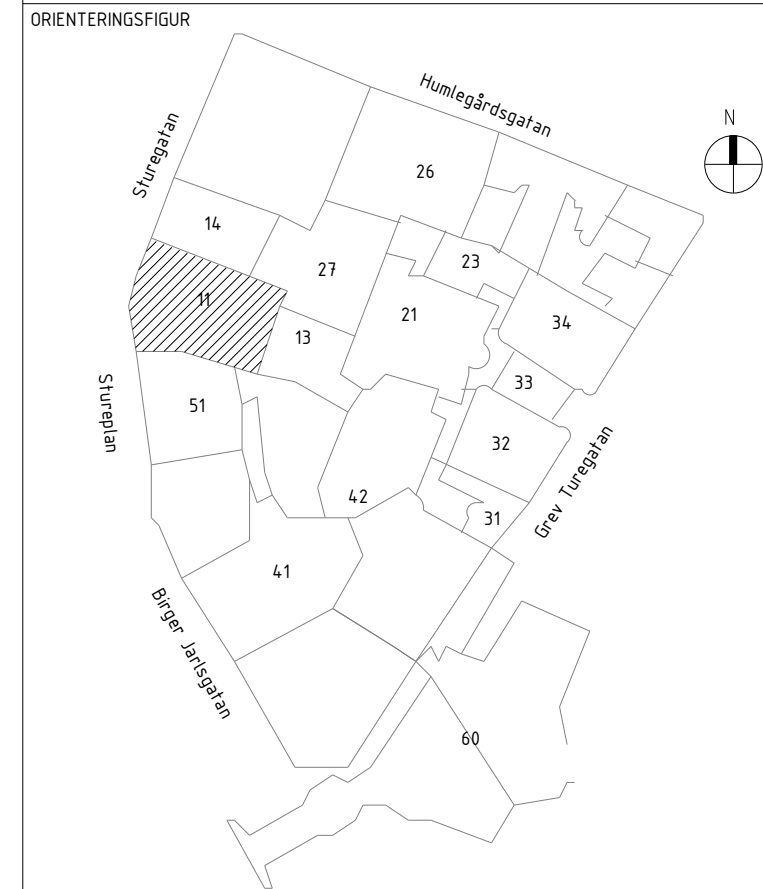 ORIENTERINGSFIGUR
Humlegårdsgatan
N
Sturegatan
26
14
27
23
11
21
34
13
33
Stureplan
51
32
Grev Turegatan
42
31
41
Birger Jarlsgatan
60